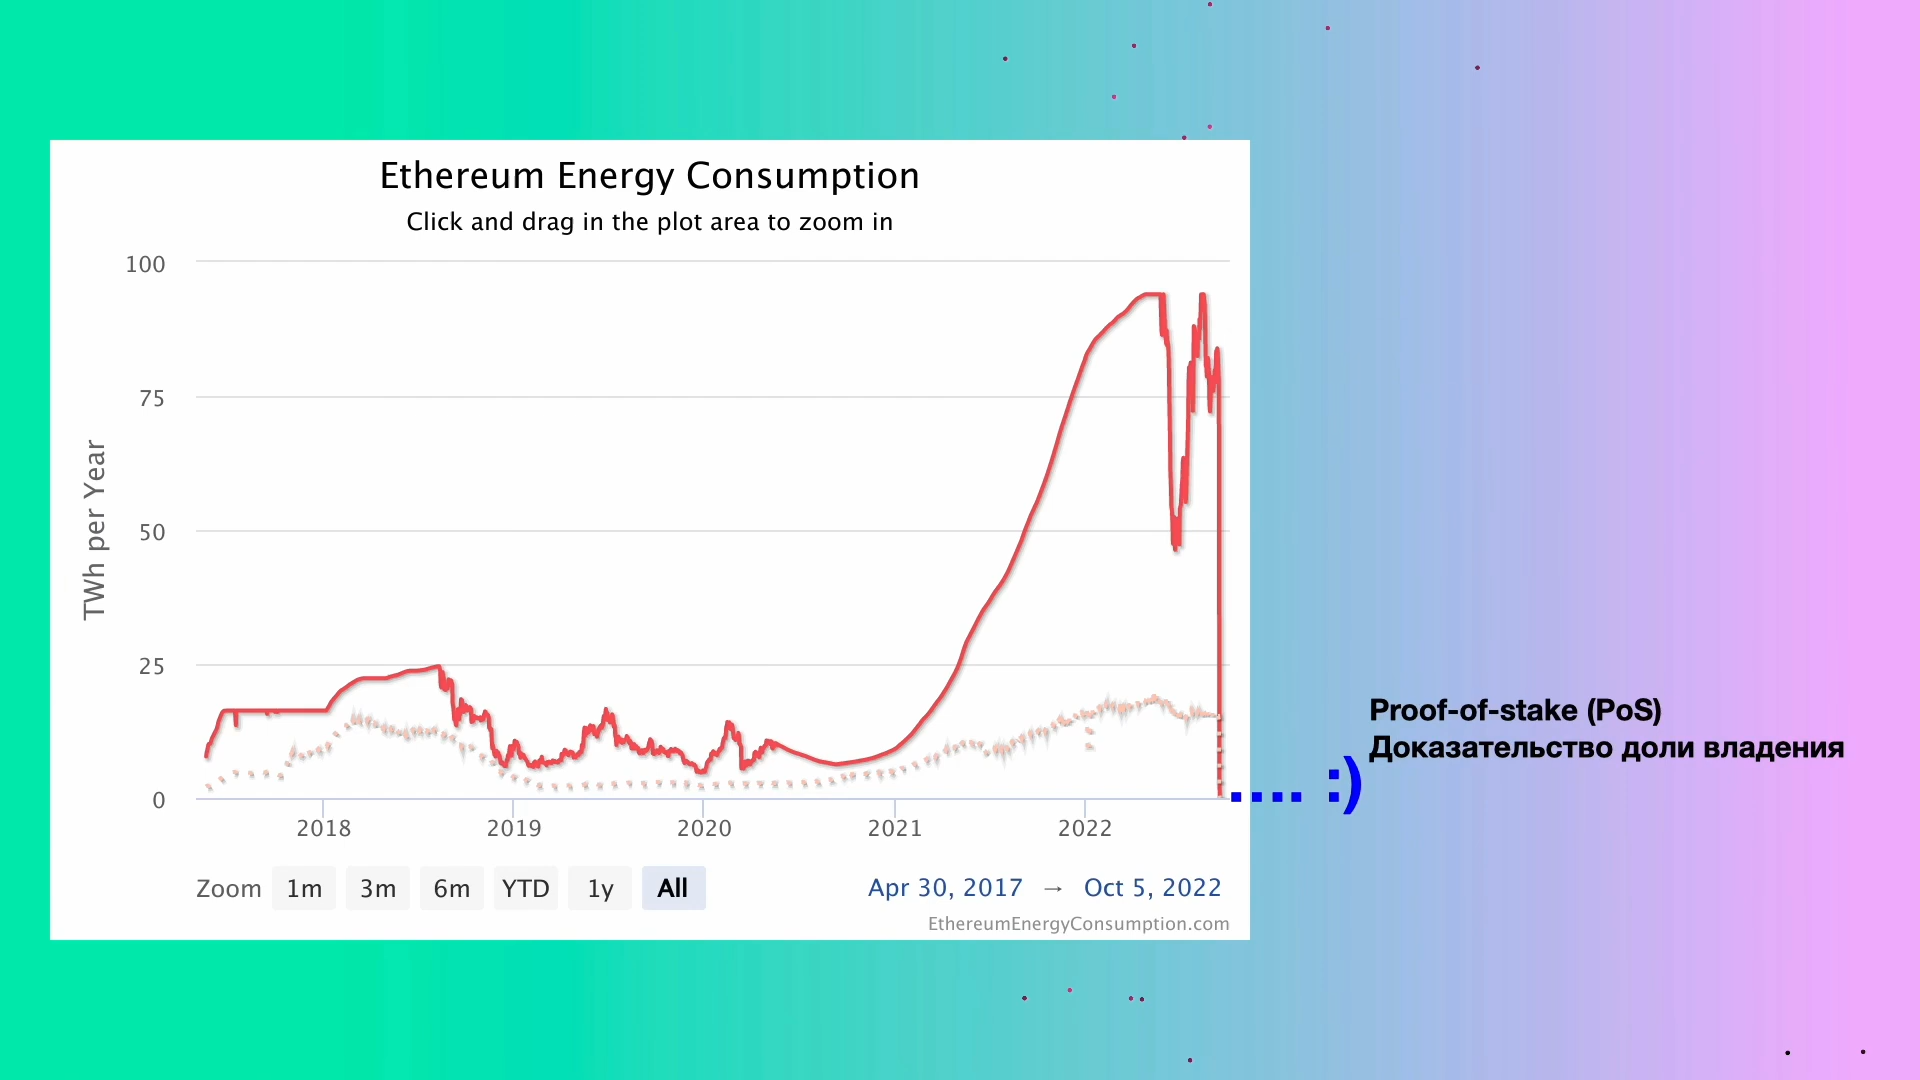 Ethereum Energy Consumption
Click and drag in the plot area to zoom in
100
75
50
25
0
TWh per Year
2018 2019 2020 2021 2022
Proof-of-stake (PoS)
Доказательство доли владения
.... :)
Zoom 1m 3m 6m YTD 1y All Apr 30, 2017 → Oct 5, 2022
EthereumEnergyConsumption.com